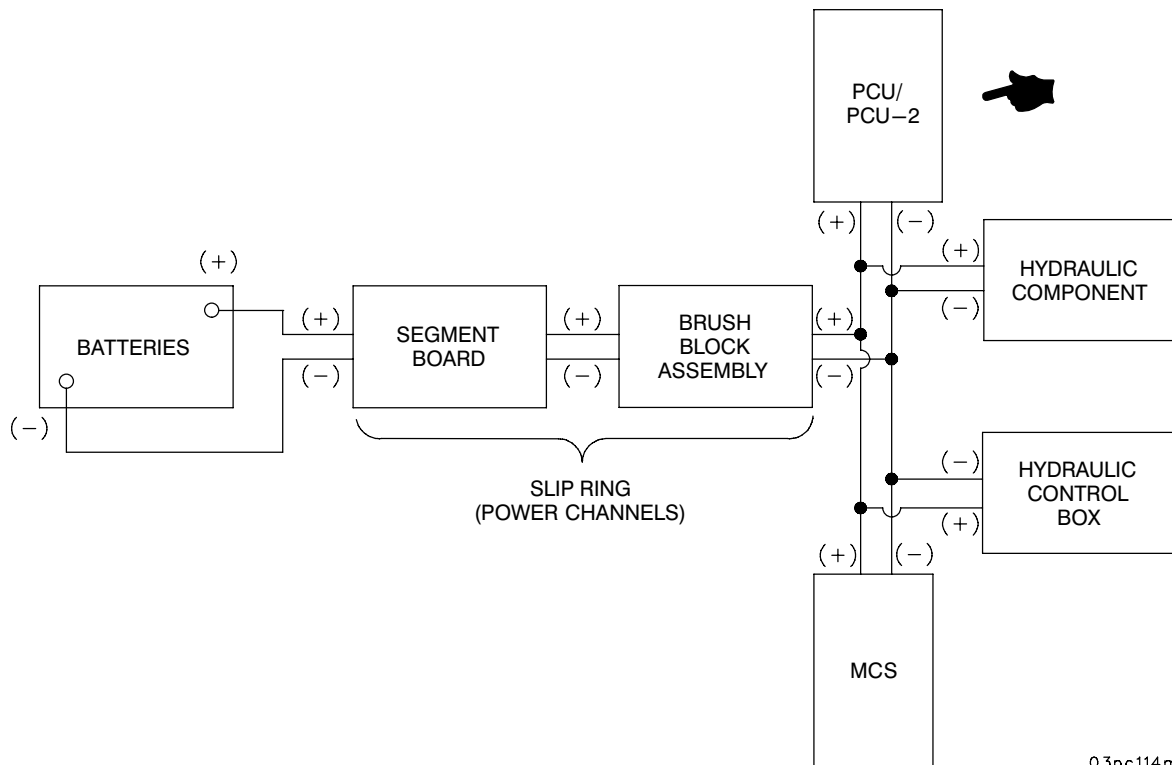 PCU/
PCU−2
(+)
(−)
(+)
HYDRAULIC
COMPONENT
(−)
(+)
BATTERIES
(−)
(+)
(−)
SEGMENT
BOARD
(+)
(−)
BRUSH
BLOCK
ASSEMBLY
(+)
(−)
SLIP RING
(POWER CHANNELS)
(−)
HYDRAULIC
CONTROL
BOX
(+)
(+)
(−)
MCS